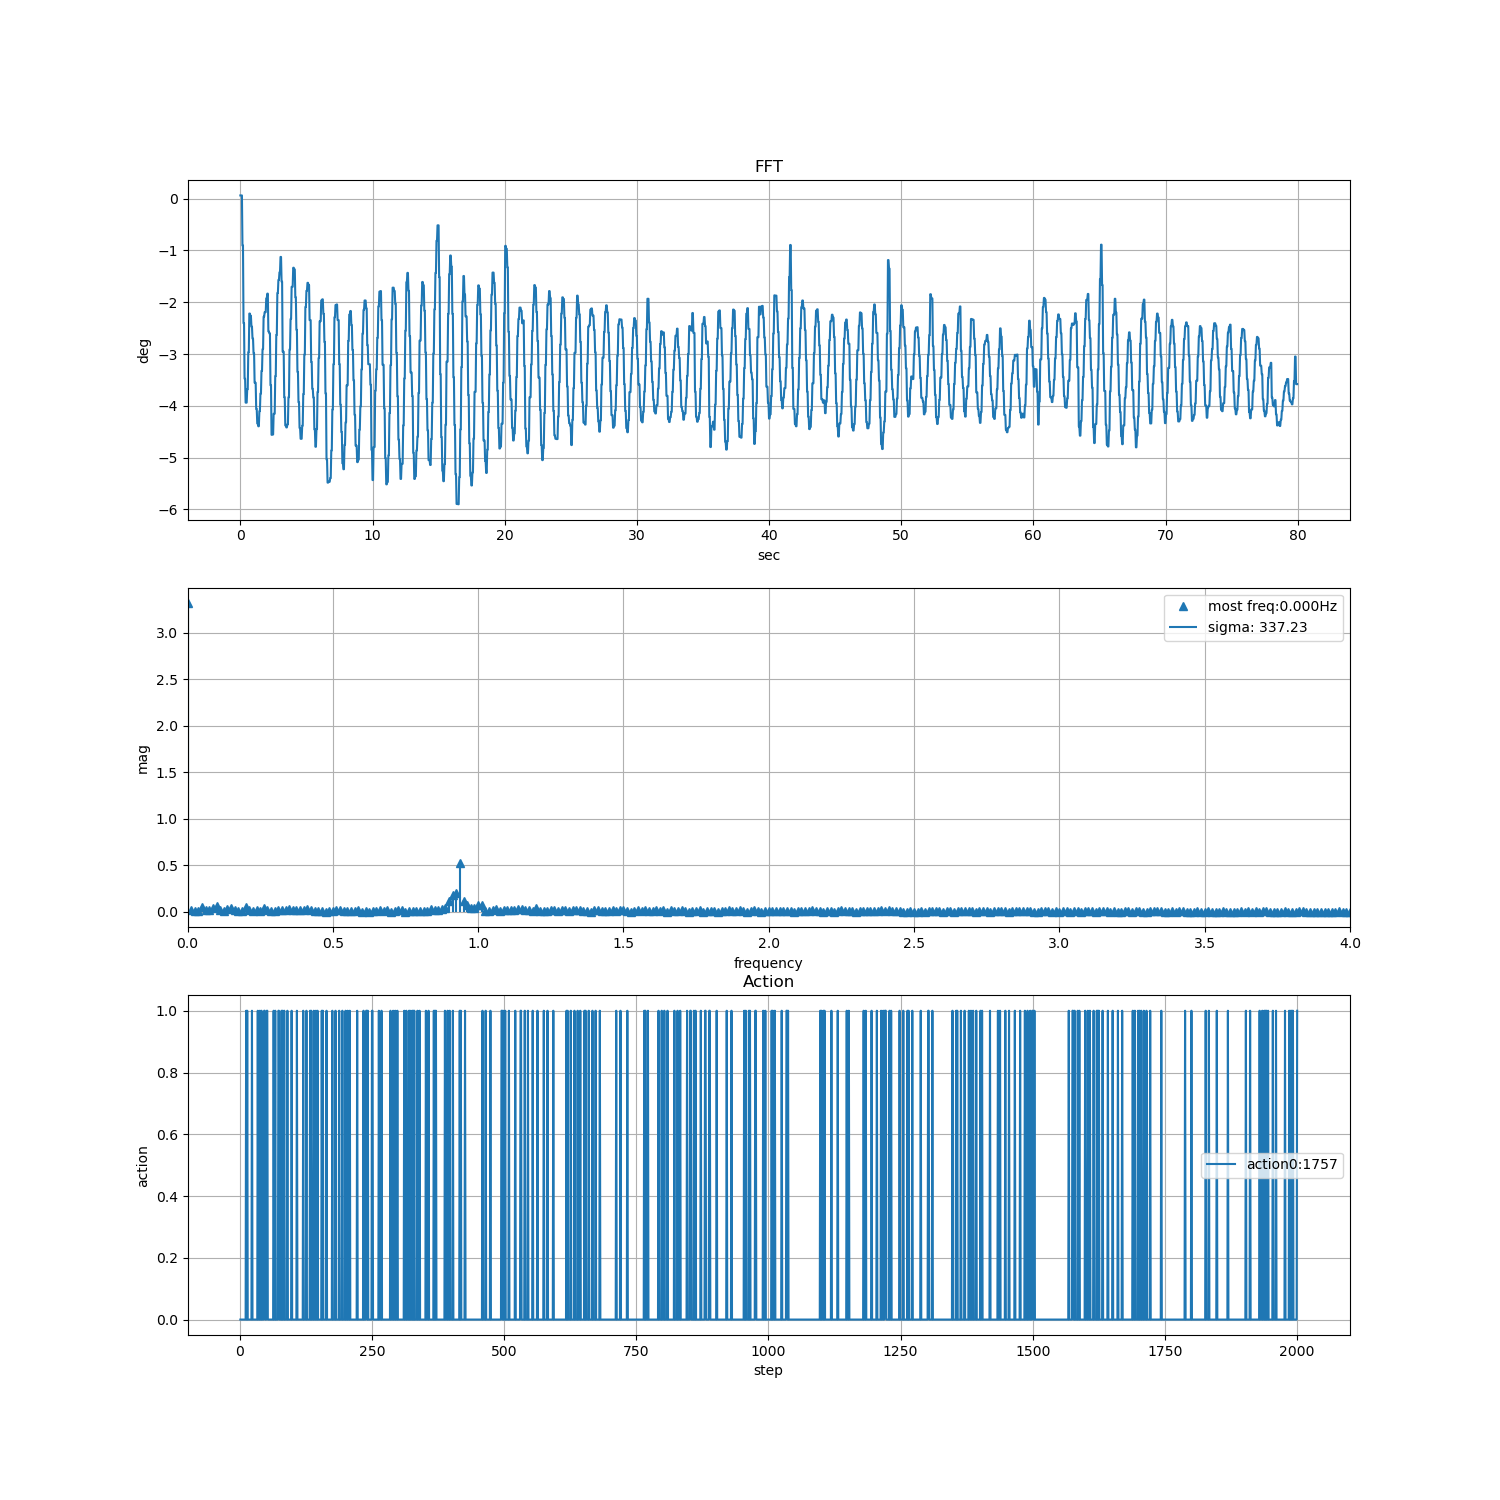 FFT
0
−1
−2
−3
−4
−5
−6
deg
0 10 20 30 40 50 60 70 80
sec
most freq:0.000Hz
sigma: 337.23
3.0
2.5
2.0
1.5
1.0
0.5
0.0
mag
0.0 0.5 1.0 1.5 2.0 2.5 3.0 3.5 4.0
frequency
Action
1.0
0.8
0.6
0.4
0.2
0.0
action
action0:1757
0 250 500 750 1000 1250 1500 1750 2000
step